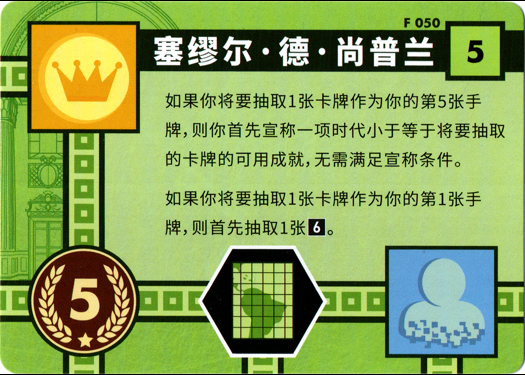 F 050
塞缪尔·德·尚普兰 5
如果你将要抽取1张卡牌作为你的第5张手
牌,则你首先宣称一项时代小于等于将要抽取
的卡牌的可用成就,无需满足宣称条件。
如果你将要抽取1张卡牌作为你的第1张手
牌,则首先抽取1张6。
5